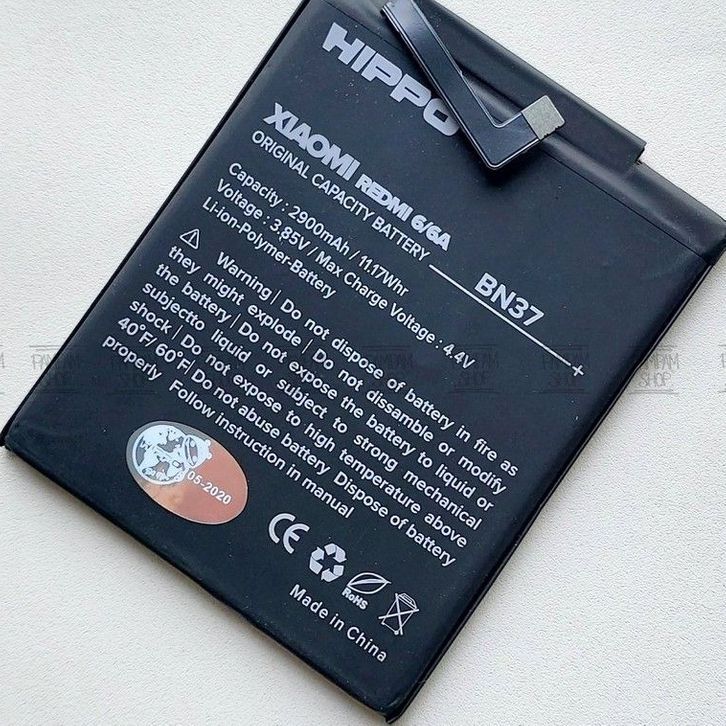 HIPPO
XIAOMI REDMI 6/6A
ORIGINAL CAPACITY BATTERY
BN37
Capacity : 2900mAh / 11.17Whr
Voltage : 3,85V / Max Charge Voltage : 4.4V
Li-ion-Polymer-Battery
+
Warning | Do not dispose of battery in fire as
they might explode | Do not disassamble or modify
the battery | Do not expose the battery to liquid or
subjectto liquid or subject to strong mechanical
shock | Do not expose to high temperature above
40°F/ 60°F| Do not abuse battery Dispose of battery
properly Follow instruction in manual
05-2020
CE
RoHS
Made in China
PAMPAM
SHOP